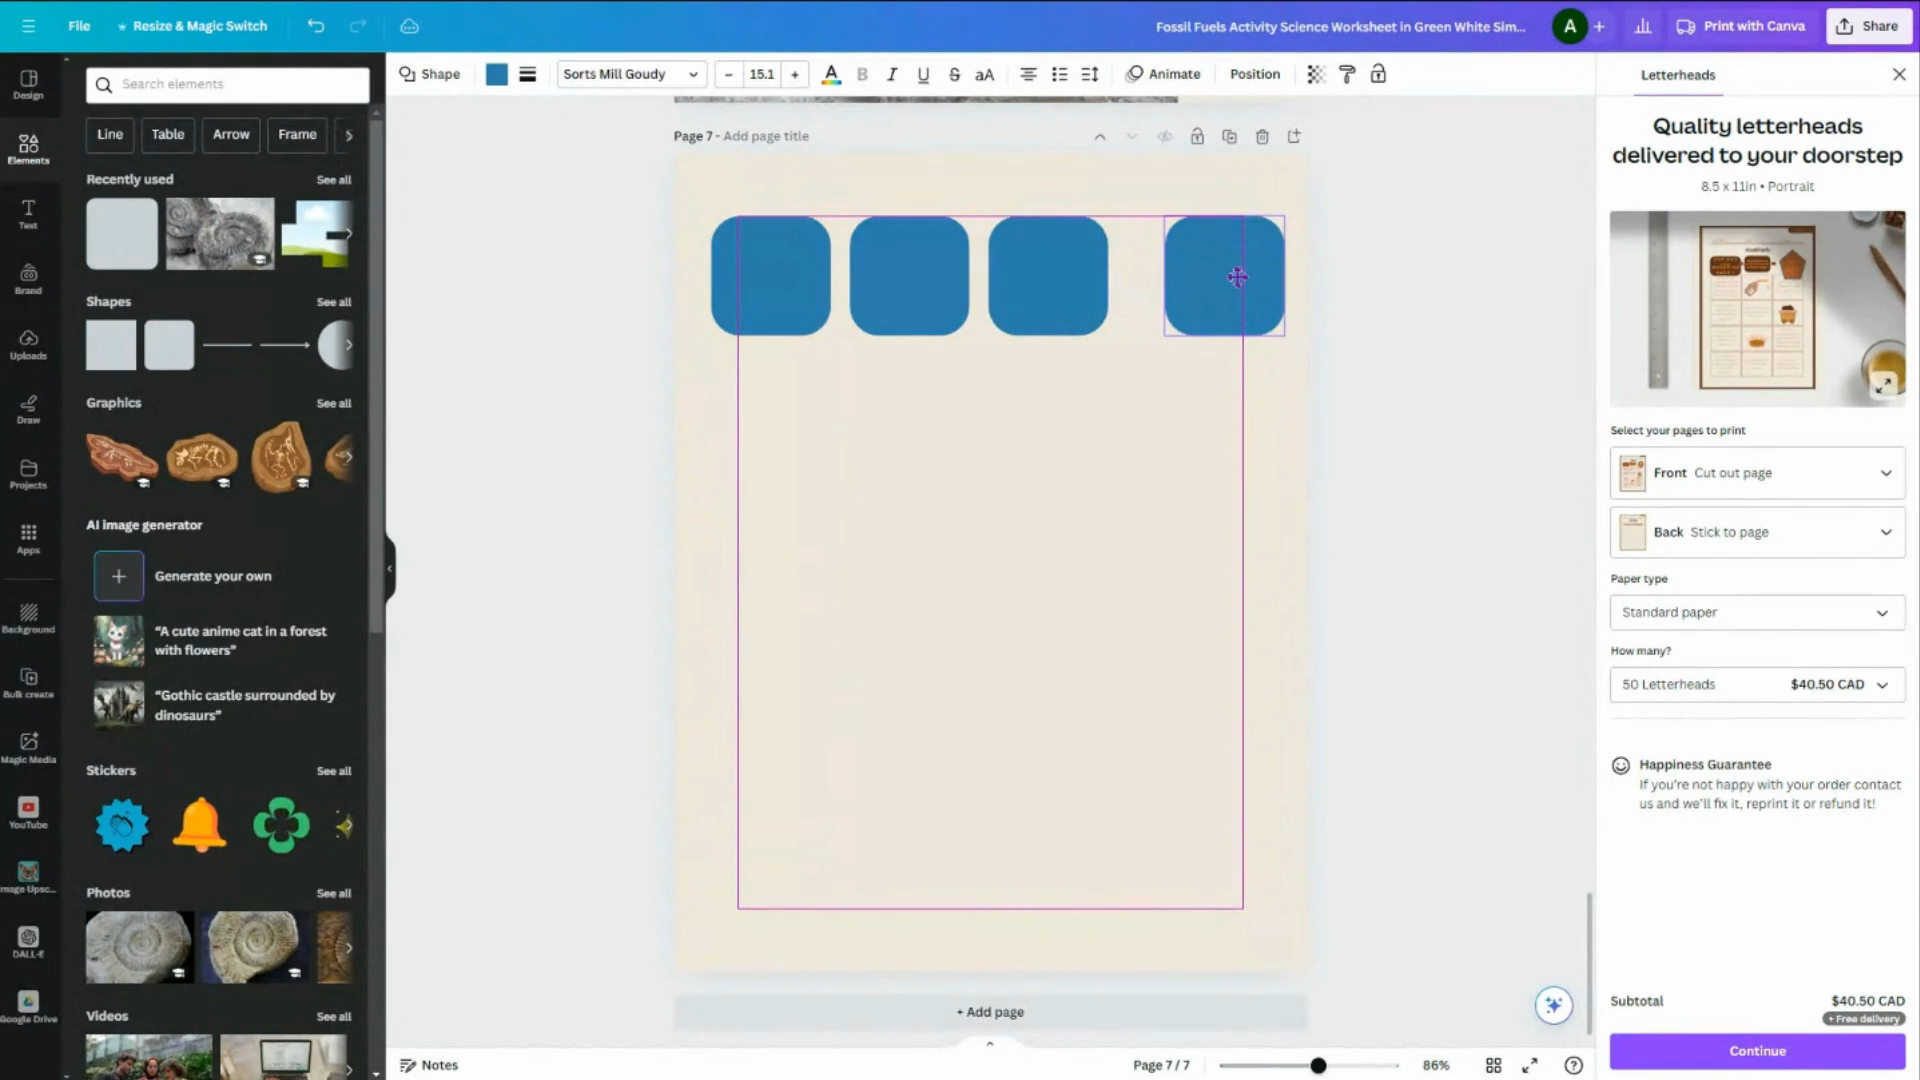 File
Resize & Magic Switch
Fossil Fuels Activity Science Worksheet in Green White Sim...
A
Print with Canva
Share
Design
Elements
Text
Brand
Uploads
Draw
Projects
Apps
Background
Bulk create
Magic Media
YouTube
Image Upsc...
DALL-E
Google Drive
Search elements
Line
Table
Arrow
Frame
Recently used
See all
Shapes
See all
Graphics
See all
AI image generator
Generate your own
“A cute anime cat in a forest
with flowers”
“Gothic castle surrounded by
dinosaurs”
Stickers
See all
Photos
See all
Videos
See all
Shape
Sorts Mill Goudy
– 15.1 +
A B I U S aA
Animate
Position
Page 7 - Add page title
+ Add page
Notes
Page 7 / 7
86%
Letterheads
Quality letterheads
delivered to your doorstep
8.5 x 11in • Portrait
Select your pages to print
Front Cut out page
Back Stick to page
Paper type
Standard paper
How many?
50 Letterheads $40.50 CAD
Happiness Guarantee
If you're not happy with your order contact
us and we'll fix it, reprint it or refund it!
Subtotal $40.50 CAD
+ Free delivery
Continue